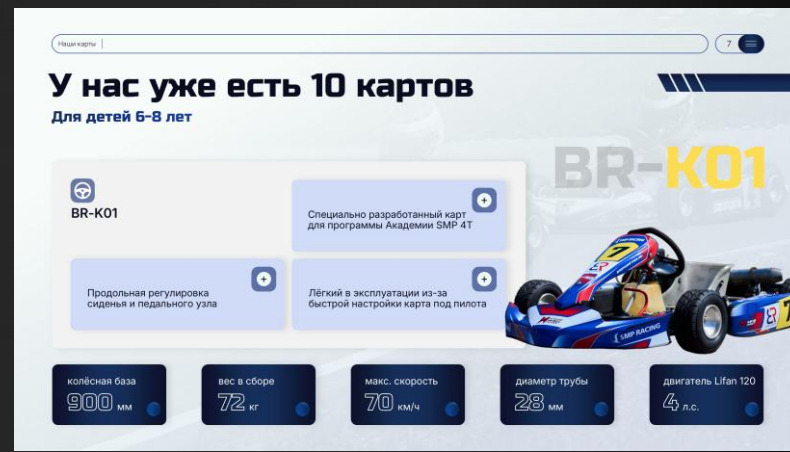 Наши карты
7
У нас уже есть 10 картов
Для детей 6-8 лет
BR-K01
BR-K01
Специально разработанный карт
для программы Академии SMP 4T
Продольная регулировка
сиденья и педального узла
Лёгкий в эксплуатации из-за
быстрой настройки карта под пилота
7
SMP RACING
колёсная база
900 мм
вес в сборе
72 кг
макс. скорость
70 км/ч
диаметр трубы
28 мм
двигатель Lifan 120
4 л.с.